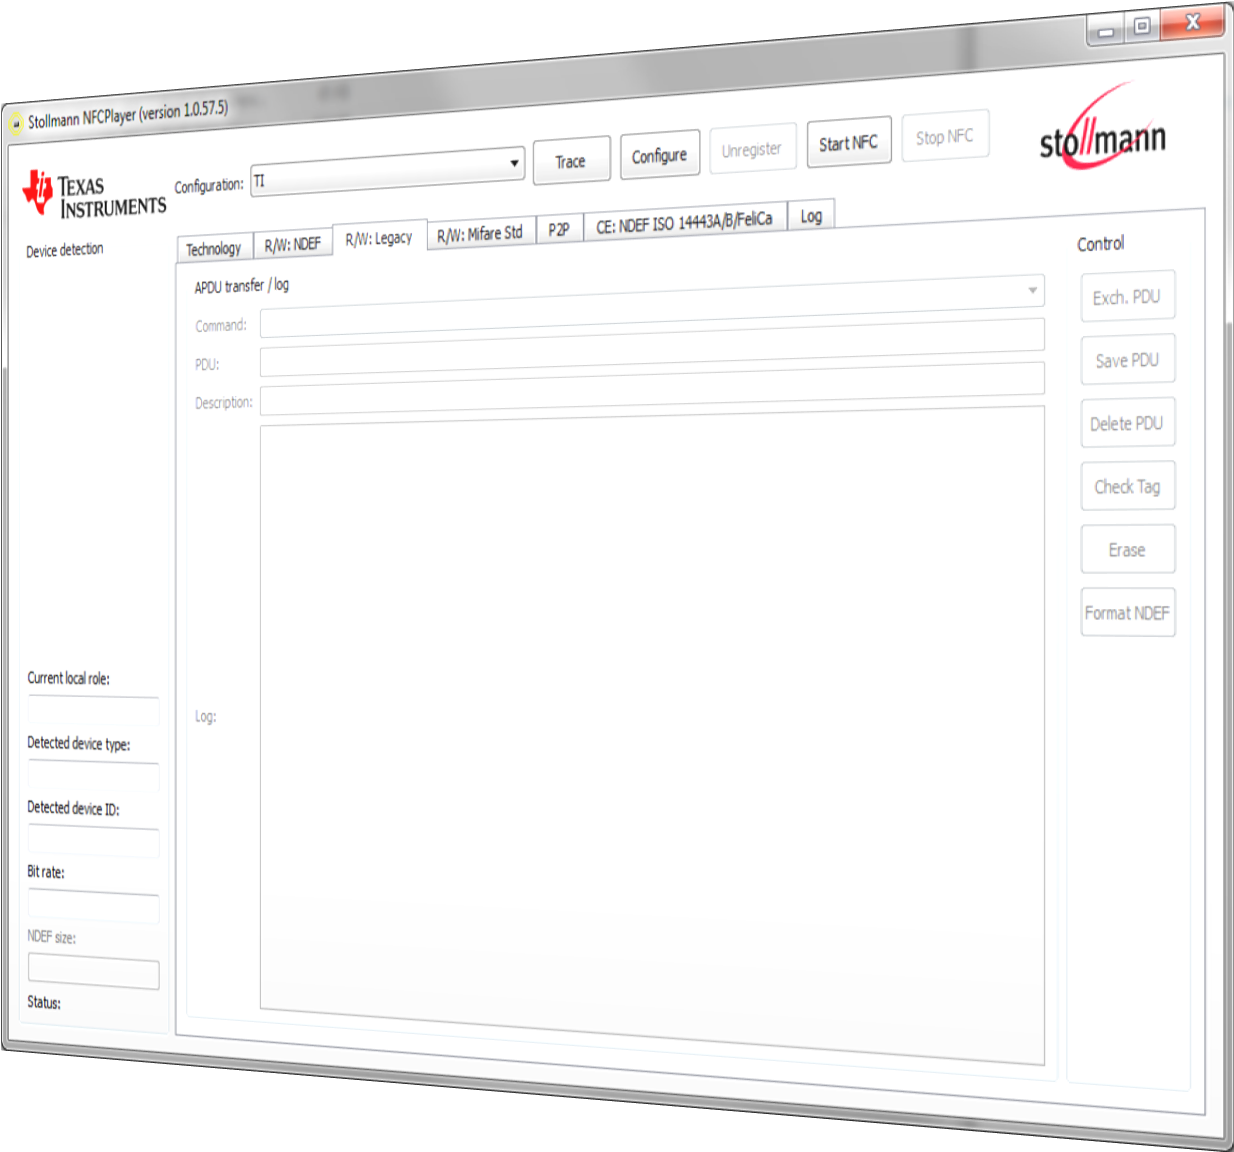 Stollmann NFCPlayer (version 1.0.57.5)
X
TEXAS
INSTRUMENTS
Configuration: TI
Trace
Configure
Unregister
Start NFC
Stop NFC
stollmann
Device detection
Technology
R/W: NDEF
R/W: Legacy
R/W: Mifare Std
P2P
CE: NDEF ISO 14443A/B/FeliCa
Log
Control
APDU transfer / log
Command:
PDU:
Description:
Log:
Exch. PDU
Save PDU
Delete PDU
Check Tag
Erase
Format NDEF
Current local role:
Detected device type:
Detected device ID:
Bit rate:
NDEF size:
Status: